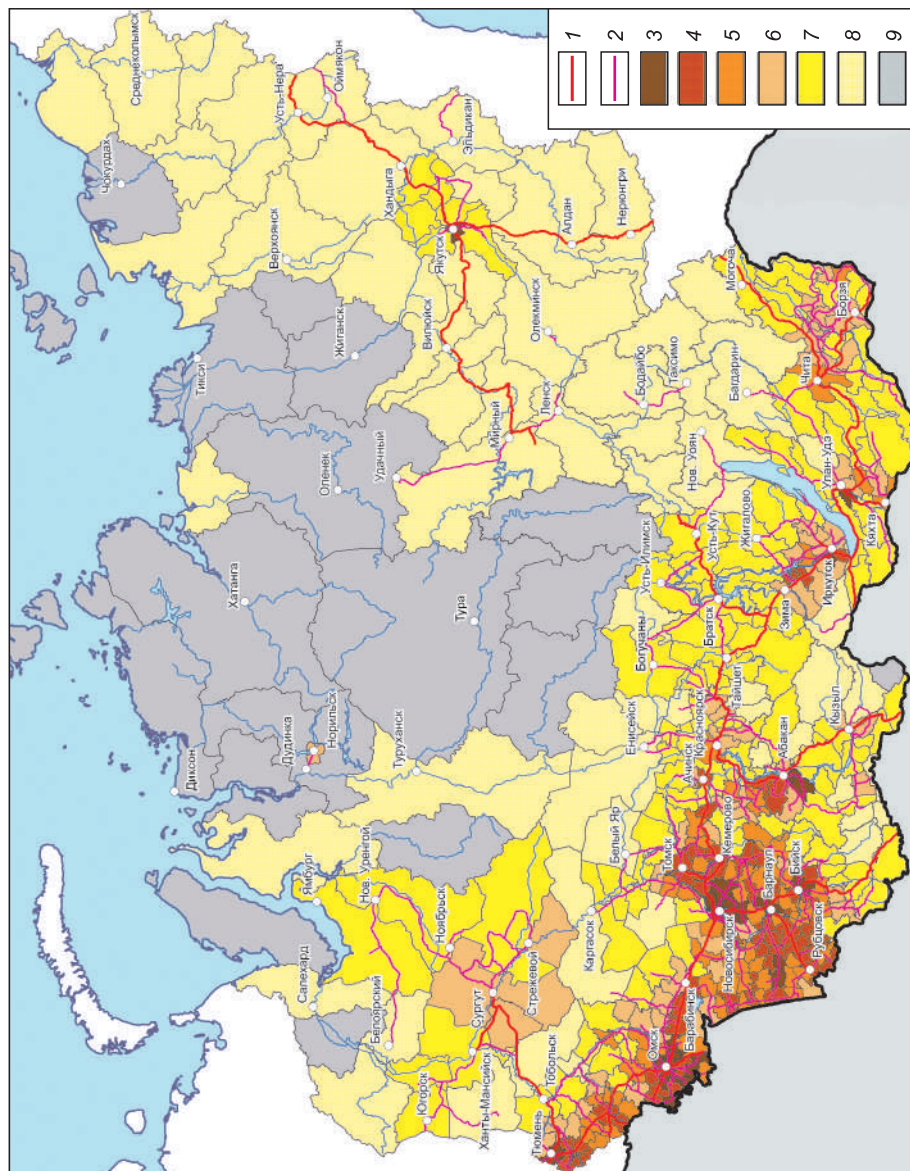 1
2
3
4
5
6
7
8
9
Среднеколымск
Чокурдах
Усть-Нера
Оймякон
Верхоянск
Хандыга
Эльдикан
Якутск
Тикси
Жиганск
Вилюйск
Алдан
Нерюнгри
Олекминск
Оленек
Удачный
Мирный
Ленск
Бодайбо
Таксимо
Могоча
Багдарин
Чита
Борзя
Нов. Уоян
Улан-Удэ
Кяхта
Хатанга
Тура
Усть-Илимск
Усть-Кут
Жигалово
Богучаны
Братск
Зима
Иркутск
Диксон
Дудинка
Норильск
Туруханск
Енисейск
Тайшет
Красноярск
Ачинск
Абакан
Кызыл
Ямбург
Нов. Уренгой
Салехард
Ноябрьск
Белоярский
Сургут
Стрежевой
Каргасок
Белый Яр
Томск
Кемерово
Новосибирск
Барнаул
Бийск
Рубцовск
Югорск
Ханты-Мансийск
Тобольск
Тюмень
Омск
Барабинск